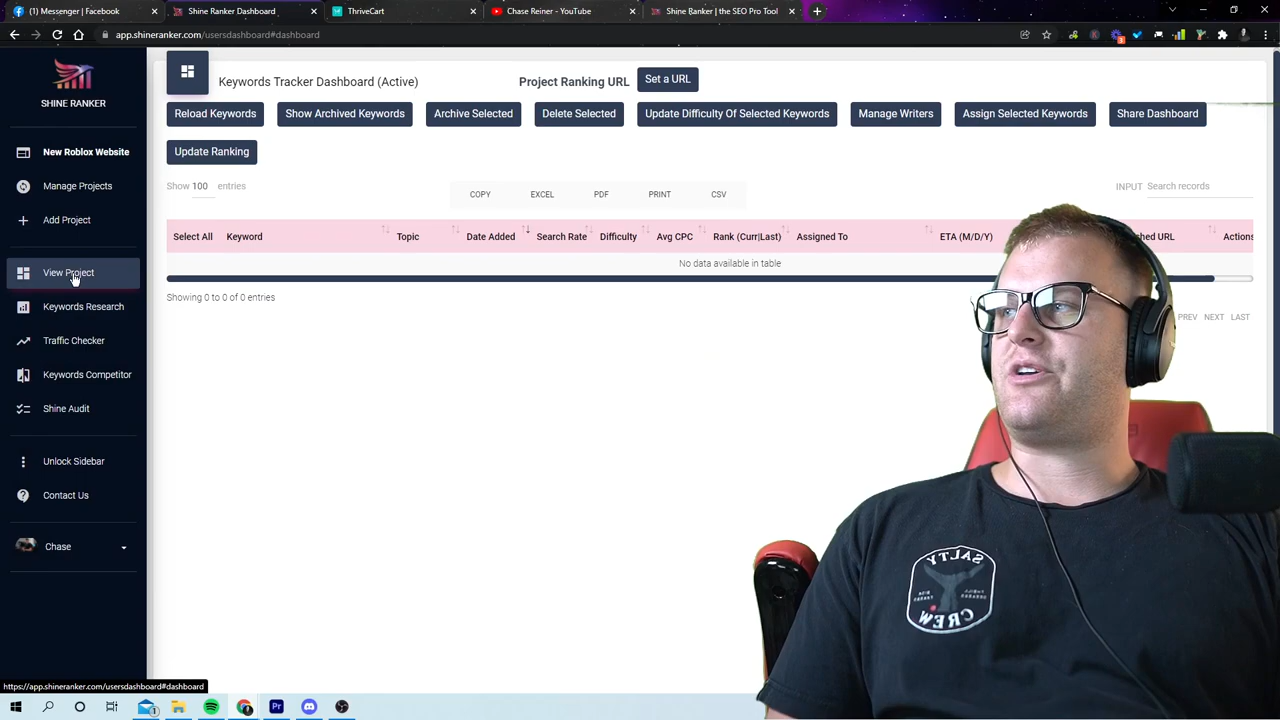 (1) Messenger | Facebook
Shine Ranker Dashboard
ThriveCart
Chase Reiner - YouTube
Shine Ranker | the SEO Pro Tool
app.shineranker.com/usersdashboard#dashboard
3
SHINE RANKER
New Roblox Website
Manage Projects
Add Project
View Project
Keywords Research
Traffic Checker
Keywords Competitor
Shine Audit
Unlock Sidebar
Contact Us
Chase
Keywords Tracker Dashboard (Active)
Project Ranking URL
Set a URL
Reload Keywords
Show Archived Keywords
Archive Selected
Delete Selected
Update Difficulty Of Selected Keywords
Manage Writers
Assign Selected Keywords
Share Dashboard
Update Ranking
Show 100 entries
COPY
EXCEL
PDF
PRINT
CSV
INPUT
Search records
Select All
Keyword
Topic
Date Added
Search Rate
Difficulty
Avg CPC
Rank (Curr|Last)
Assigned To
ETA (M/D/Y)
URL
Actions
No data available in table
Showing 0 to 0 of 0 entries
PREV
NEXT
LAST
SALTY
CREW
https://app.shineranker.com/usersdashboard#dashboard